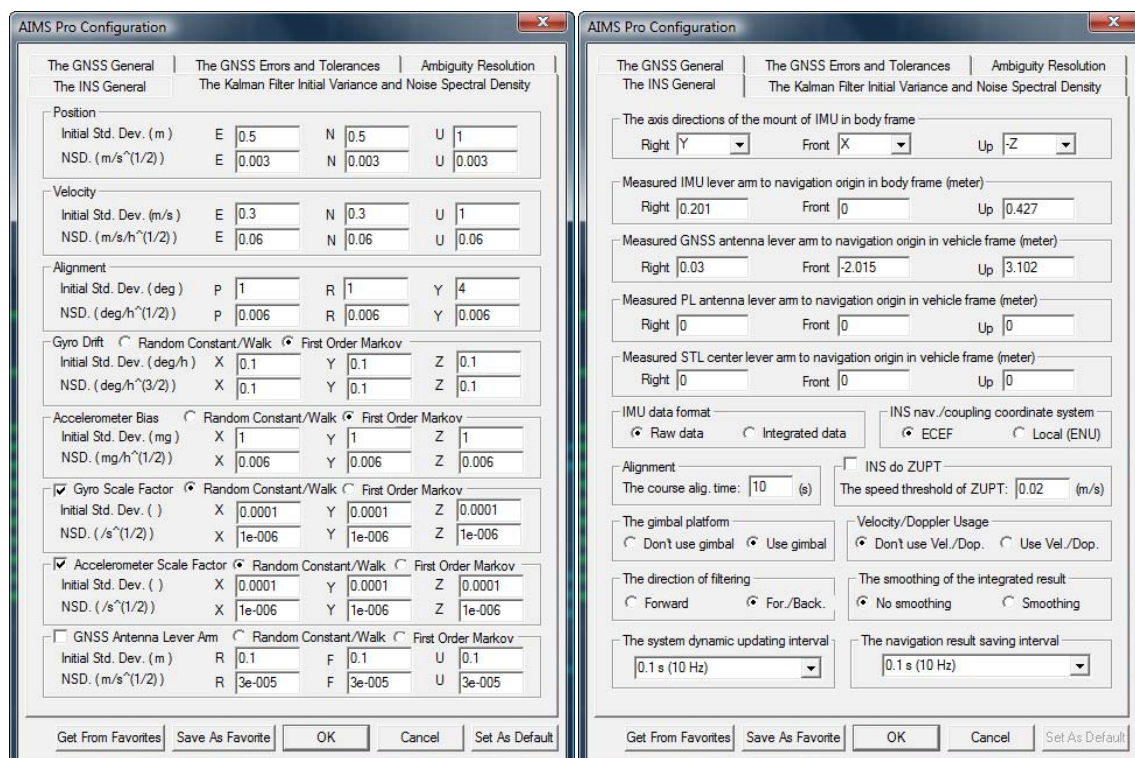 AIMS Pro Configuration
The GNSS General The GNSS Errors and Tolerances Ambiguity Resolution
The INS General The Kalman Filter Initial Variance and Noise Spectral Density
Position
Initial Std. Dev. ( m ) E 0.5 N 0.5 U 1
NSD. ( m/s^(1/2)) E 0.003 N 0.003 U 0.003
Velocity
Initial Std. Dev. (m/s ) E 0.3 N 0.3 U 1
NSD. ( m/s/h^(1/2)) E 0.06 N 0.06 U 0.06
Alignment
Initial Std. Dev. ( deg ) P 1 R 1 Y 4
NSD. (deg/h^(1/2)) P 0.006 R 0.006 Y 0.006
Gyro Drift Random Constant/Walk First Order Markov
Initial Std. Dev. ( deg/h ) X 0.1 Y 0.1 Z 0.1
NSD. ( deg/h^(3/2)) X 0.1 Y 0.1 Z 0.1
Accelerometer Bias Random Constant/Walk First Order Markov
Initial Std. Dev. ( mg ) X 1 Y 1 Z 1
NSD. ( mg/h^(1/2)) X 0.006 Y 0.006 Z 0.006
Gyro Scale Factor Random Constant/Walk First Order Markov
Initial Std. Dev. ( ) X 0.0001 Y 0.0001 Z 0.0001
NSD. ( /s^(1/2)) X 1e-006 Y 1e-006 Z 1e-006
Accelerometer Scale Factor Random Constant/Walk First Order Markov
Initial Std. Dev. ( ) X 0.0001 Y 0.0001 Z 0.0001
NSD. ( /s^(1/2)) X 1e-006 Y 1e-006 Z 1e-006
GNSS Antenna Lever Arm Random Constant/Walk First Order Markov
Initial Std. Dev. ( m ) R 0.1 F 0.1 U 0.1
NSD. ( m/s^(1/2)) R 3e-005 F 3e-005 U 3e-005
Get From Favorites Save As Favorite OK Cancel Set As Default
AIMS Pro Configuration
The GNSS General The GNSS Errors and Tolerances Ambiguity Resolution
The INS General The Kalman Filter Initial Variance and Noise Spectral Density
The axis directions of the mount of IMU in body frame
Right Y Front X Up -Z
Measured IMU lever arm to navigation origin in body frame (meter)
Right 0.201 Front 0 Up 0.427
Measured GNSS antenna lever arm to navigation origin in vehicle frame (meter)
Right 0.03 Front -2.015 Up 3.102
Measured PL antenna lever arm to navigation origin in vehicle frame (meter)
Right 0 Front 0 Up 0
Measured STL center lever arm to navigation origin in vehicle frame (meter)
Right 0 Front 0 Up 0
IMU data format INS nav./coupling coordinate system
Raw data Integrated data ECEF Local (ENU)
Alignment INS do ZUPT
The course alig. time: 10 (s) The speed threshold of ZUPT: 0.02 (m/s)
The gimbal platform Velocity/Doppler Usage
Don't use gimbal Use gimbal Don't use Vel./Dop. Use Vel./Dop.
The direction of filtering The smoothing of the integrated result
Forward For./Back. No smoothing Smoothing
The system dynamic updating interval The navigation result saving interval
0.1 s (10 Hz) 0.1 s (10 Hz)
Get From Favorites Save As Favorite OK Cancel Set As Default